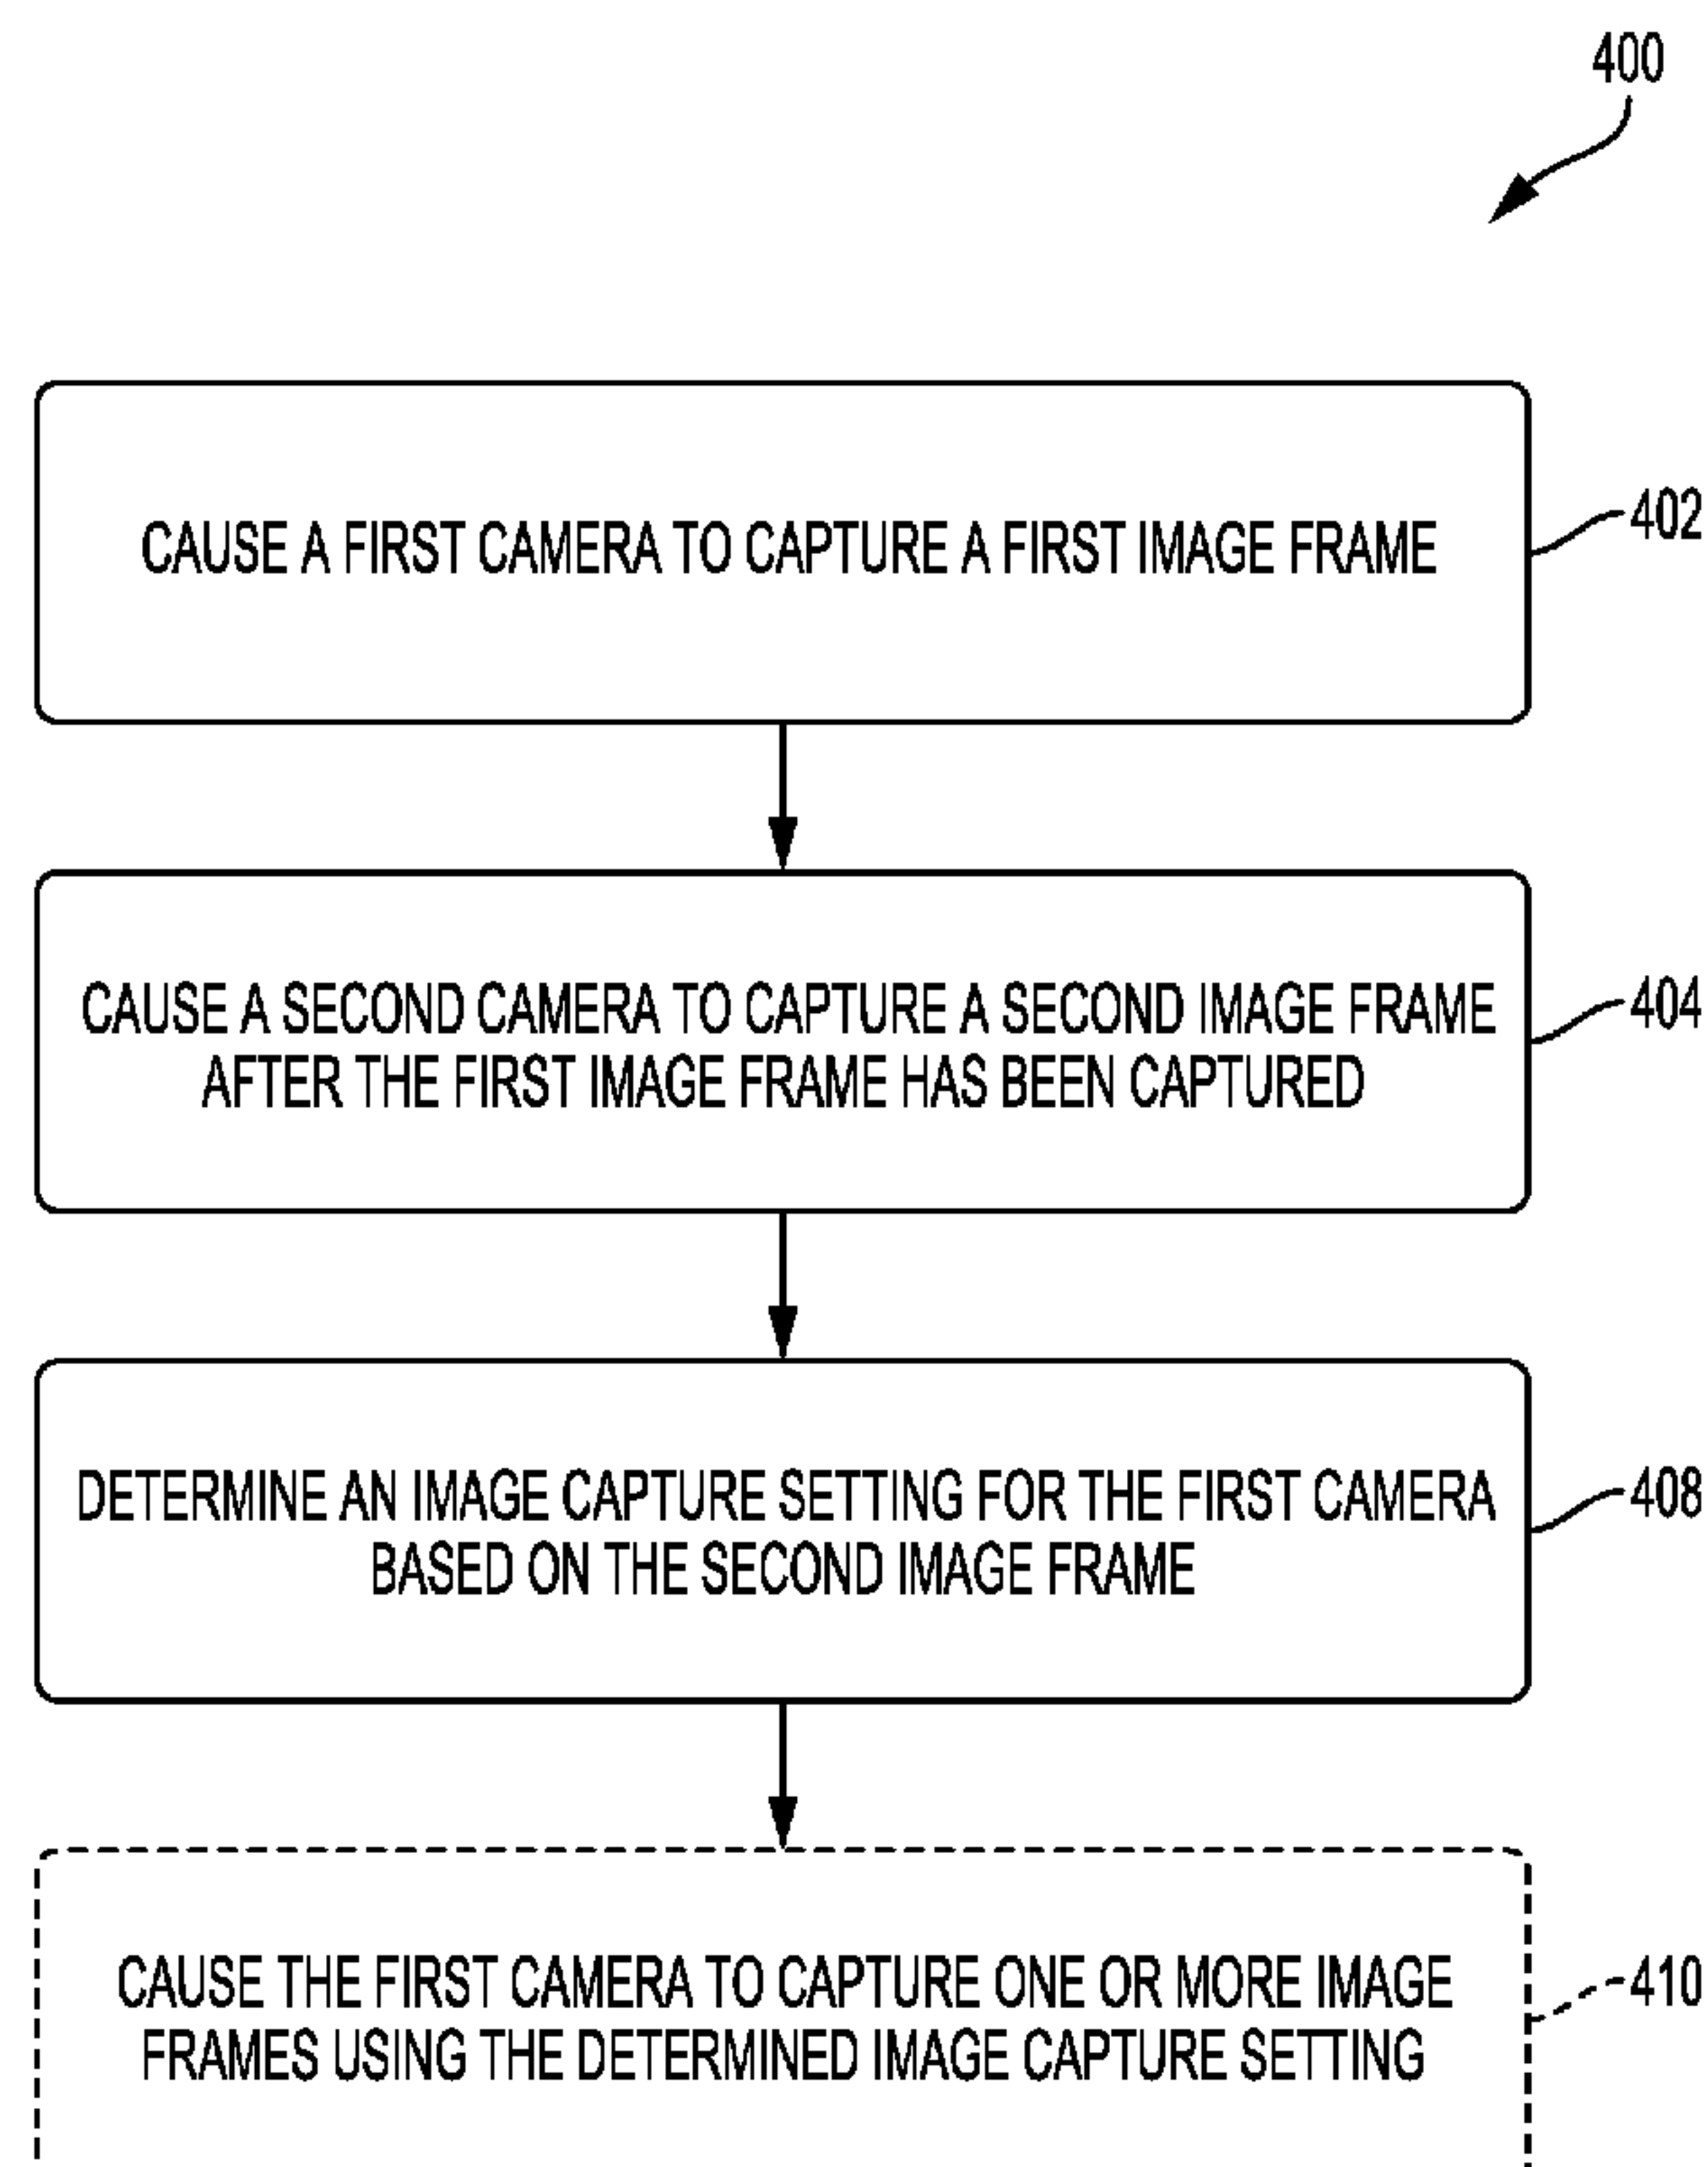 400
CAUSE A FIRST CAMERA TO CAPTURE A FIRST IMAGE FRAME
402
CAUSE A SECOND CAMERA TO CAPTURE A SECOND IMAGE FRAME
AFTER THE FIRST IMAGE FRAME HAS BEEN CAPTURED
404
DETERMINE AN IMAGE CAPTURE SETTING FOR THE FIRST CAMERA
BASED ON THE SECOND IMAGE FRAME
408
CAUSE THE FIRST CAMERA TO CAPTURE ONE OR MORE IMAGE
FRAMES USING THE DETERMINED IMAGE CAPTURE SETTING
410